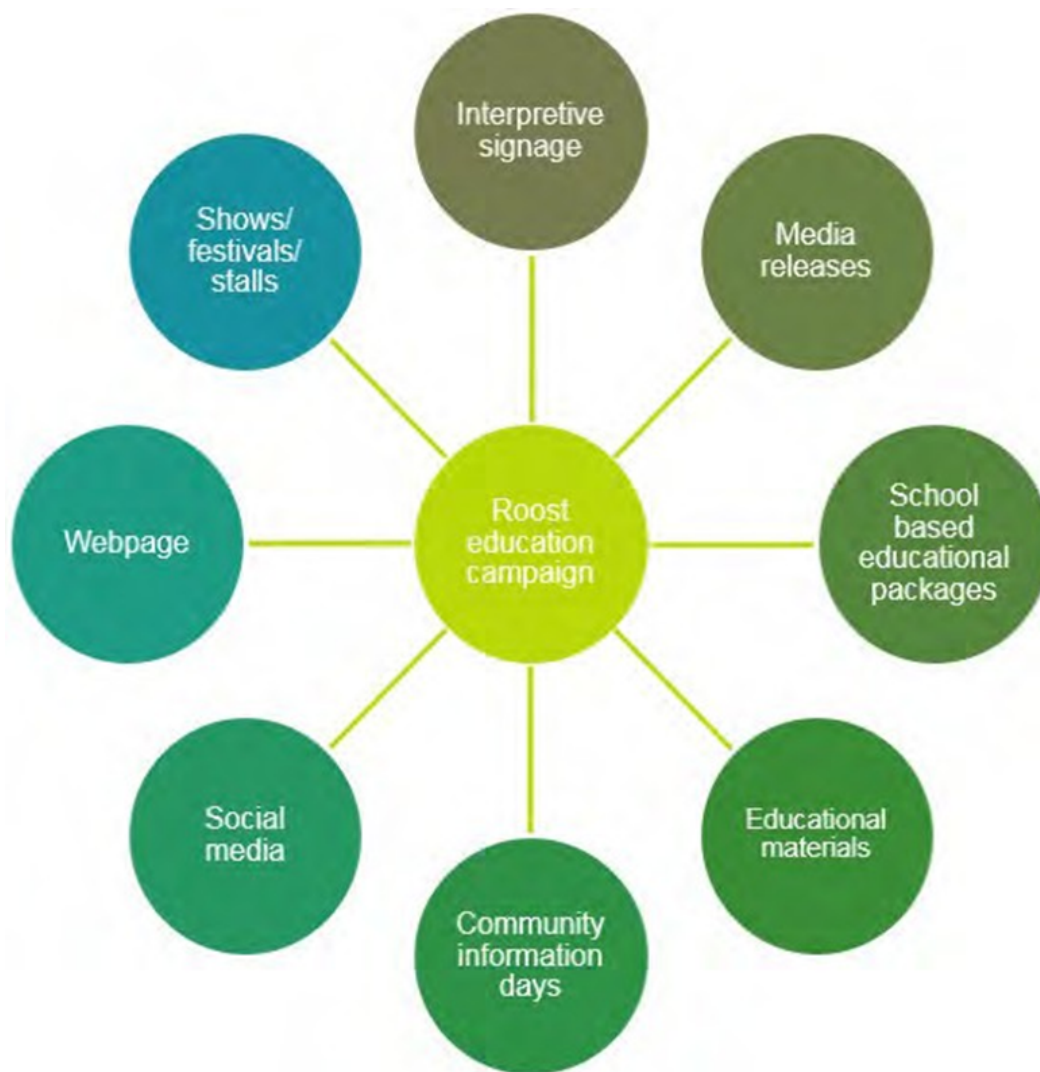 Interpretive
signage
Media
releases
School
based
educational
packages
Educational
materials
Community
information
days
Social
media
Webpage
Shows/
festivals/
stalls
Roost
education
campaign